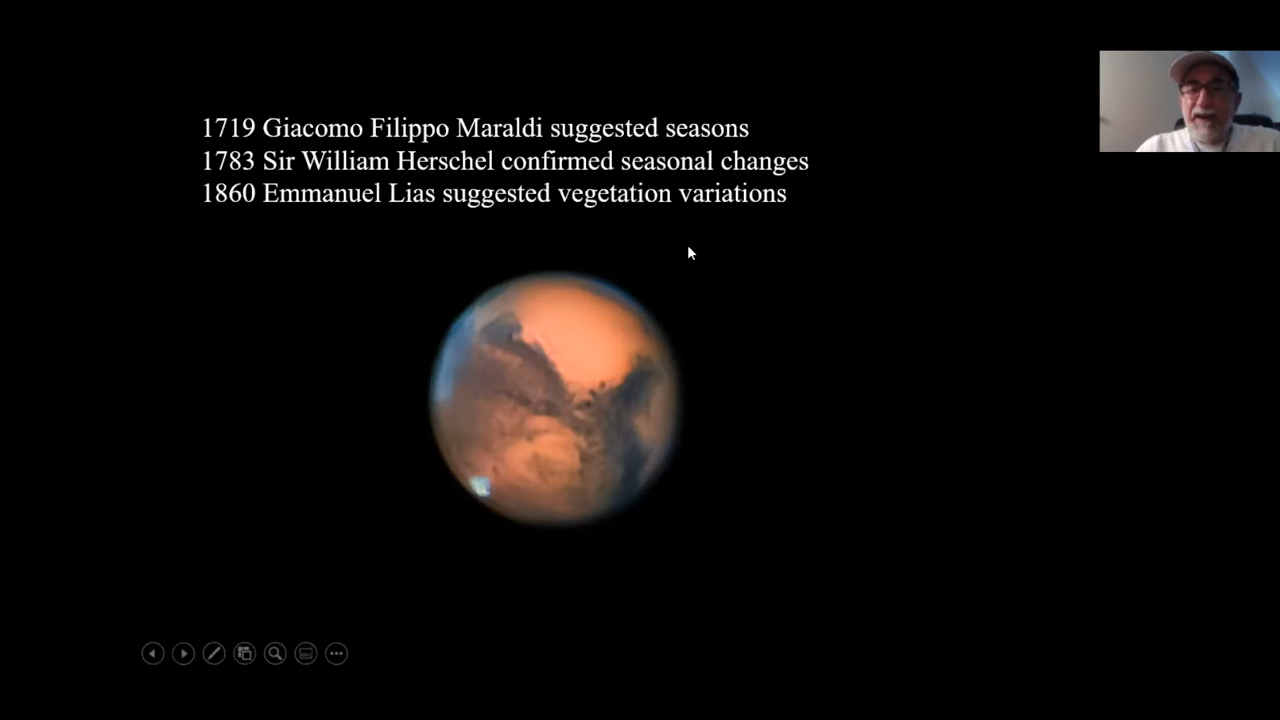 1719 Giacomo Filippo Maraldi suggested seasons
1783 Sir William Herschel confirmed seasonal changes
1860 Emmanuel Lias suggested vegetation variations